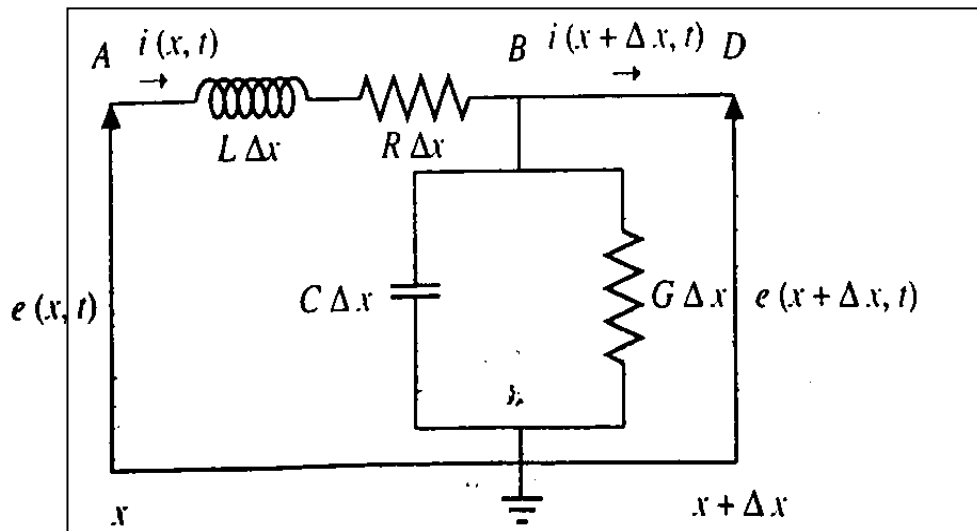 A i (x, t) B i (x + Δx, t) D
L Δx R Δx
e (x, t) C Δx G Δx e (x + Δx, t)
x x + Δx